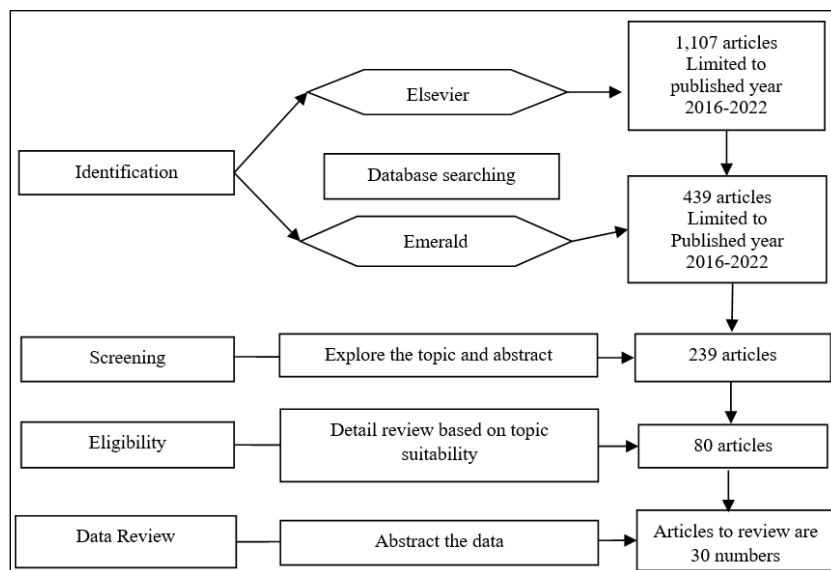 1,107 articles
Limited to
published year
2016-2022
Elsevier
Identification
Database searching
439 articles
Limited to
Published year
2016-2022
Emerald
Screening
Explore the topic and abstract
239 articles
Eligibility
Detail review based on topic
suitability
80 articles
Data Review
Abstract the data
Articles to review are
30 numbers